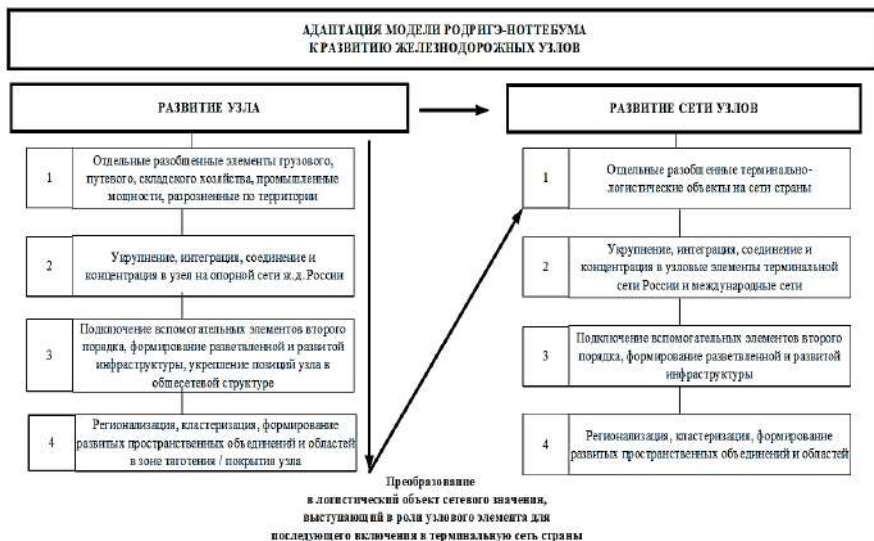 АДАПТАЦИЯ МОДЕЛИ РОДРИГЭ-НОТТЕБУМА
К РАЗВИТИЮ ЖЕЛЕЗНОДОРОЖНЫХ УЗЛОВ
РАЗВИТИЕ УЗЛА
1
Отдельные разобщенные элементы грузового,
путевого, складского хозяйства, промышленные
мощности, разрозненные по территории
2
Укрупнение, интеграция, соединение и
концентрация в узел на опорной сети ж.д.России
3
Подключение вспомогательных элементов второго
порядка, формирование разветвленной и развитой
инфраструктуры, укрепление позиций узла в
общесетевой структуре
4
Регионализация, кластеризация, формирование
развитых пространственных объединений и областей
в зоне тяготения / покрытия узла
РАЗВИТИЕ СЕТИ УЗЛОВ
1
Отдельные разобщенные терминально-
логистические объекты на сети страны
2
Укрупнение, интеграция, соединение и
концентрация в узловые элементы терминальной
сети России и международные сети
3
Подключение вспомогательных элементов второго
порядка, формирование разветвленной и развитой
инфраструктуры
4
Регионализация, кластеризация, формирование
развитых пространственных объединений и областей
Преобразование
в логистический объект сетевого значения,
выступающий в роли узлового элемента для
последующего включения в терминальную сеть страны